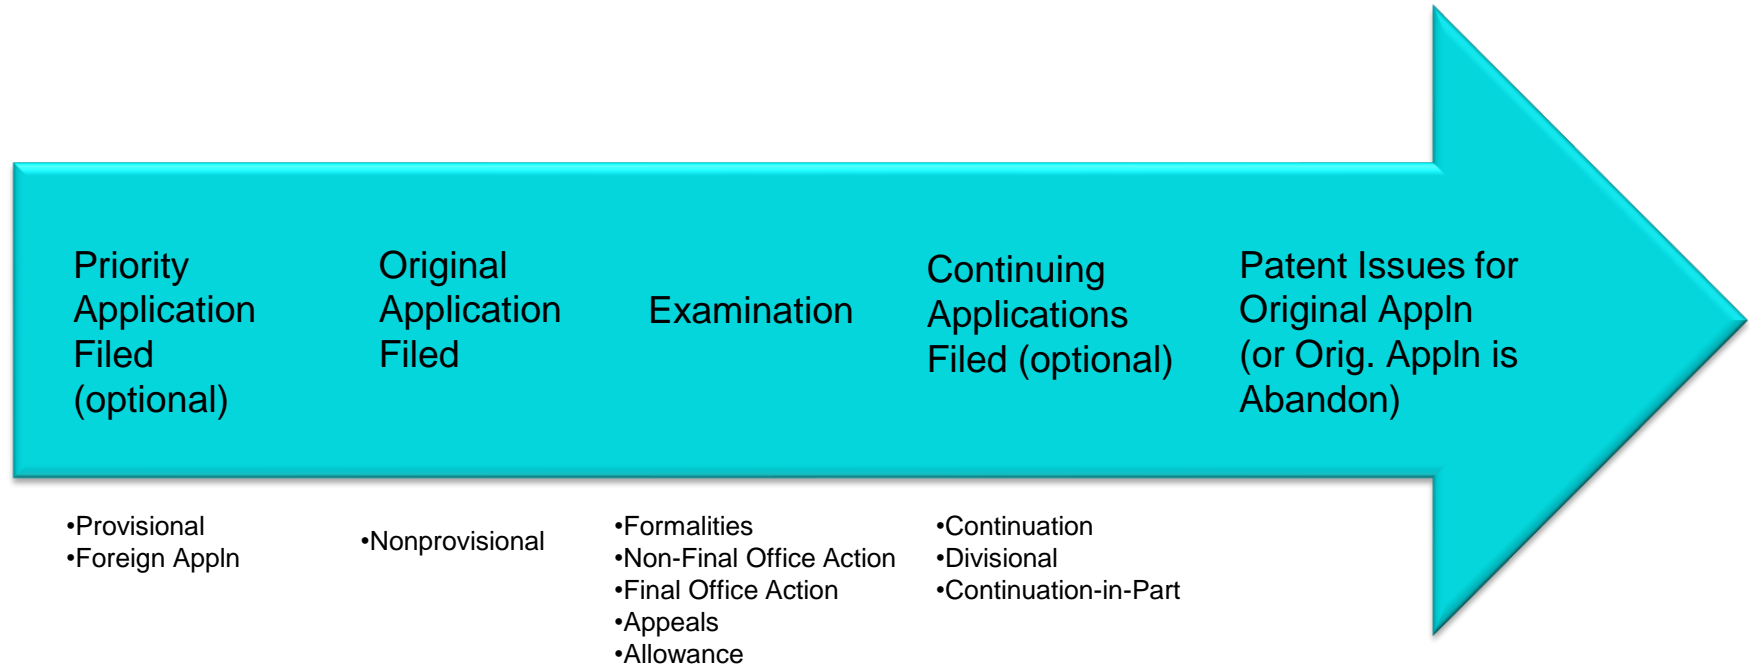 Priority
Application
Filed
(optional)
Original
Application
Filed
Examination
Continuing
Applications
Filed (optional)
Patent Issues for
Original Appln
(or Orig. Appln is
Abandon)
•Provisional
•Foreign Appln
•Nonprovisional
•Formalities
•Non-Final Office Action
•Final Office Action
•Appeals
•Allowance
•Continuation
•Divisional
•Continuation-in-Part